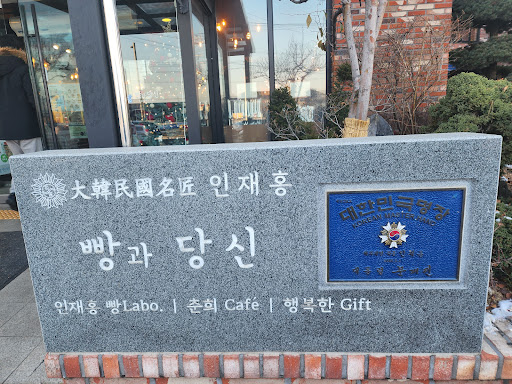 大韓民國名匠 인재홍
빵과 당신
인재홍 빵Labo. | 춘희 Café | 행복한 Gift
대한민국명장